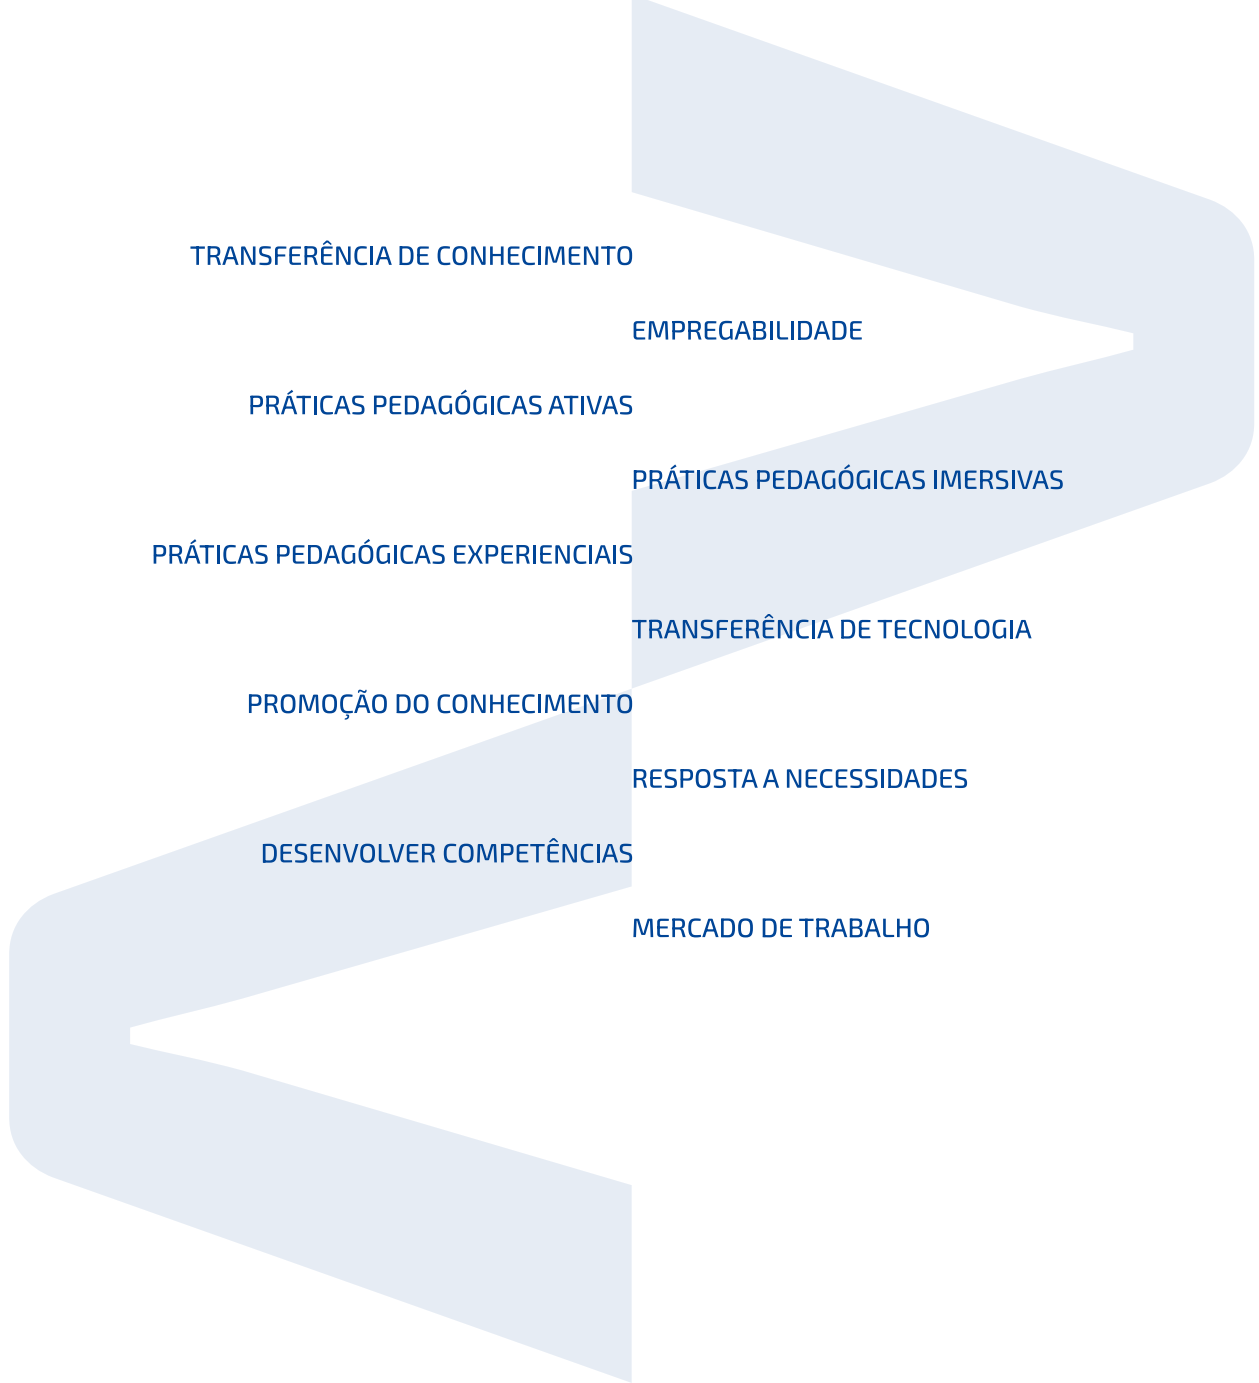 TRANSFERÊNCIA DE CONHECIMENTO
EMPREGABILIDADE
PRÁTICAS PEDAGÓGICAS ATIVAS
PRÁTICAS PEDAGÓGICAS IMERSIVAS
PRÁTICAS PEDAGÓGICAS EXPERIENCIAIS
TRANSFERÊNCIA DE TECNOLOGIA
PROMOÇÃO DO CONHECIMENTO
RESPOSTA A NECESSIDADES
DESENVOLVER COMPETÊNCIAS
MERCADO DE TRABALHO